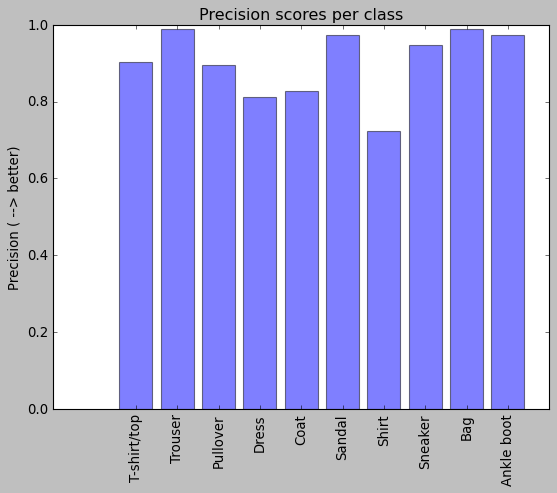 Precision scores per class
Precision ( --> better)
1.0
0.8
0.6
0.4
0.2
0.0
T-shirt/top
Trouser
Pullover
Dress
Coat
Sandal
Shirt
Sneaker
Bag
Ankle boot